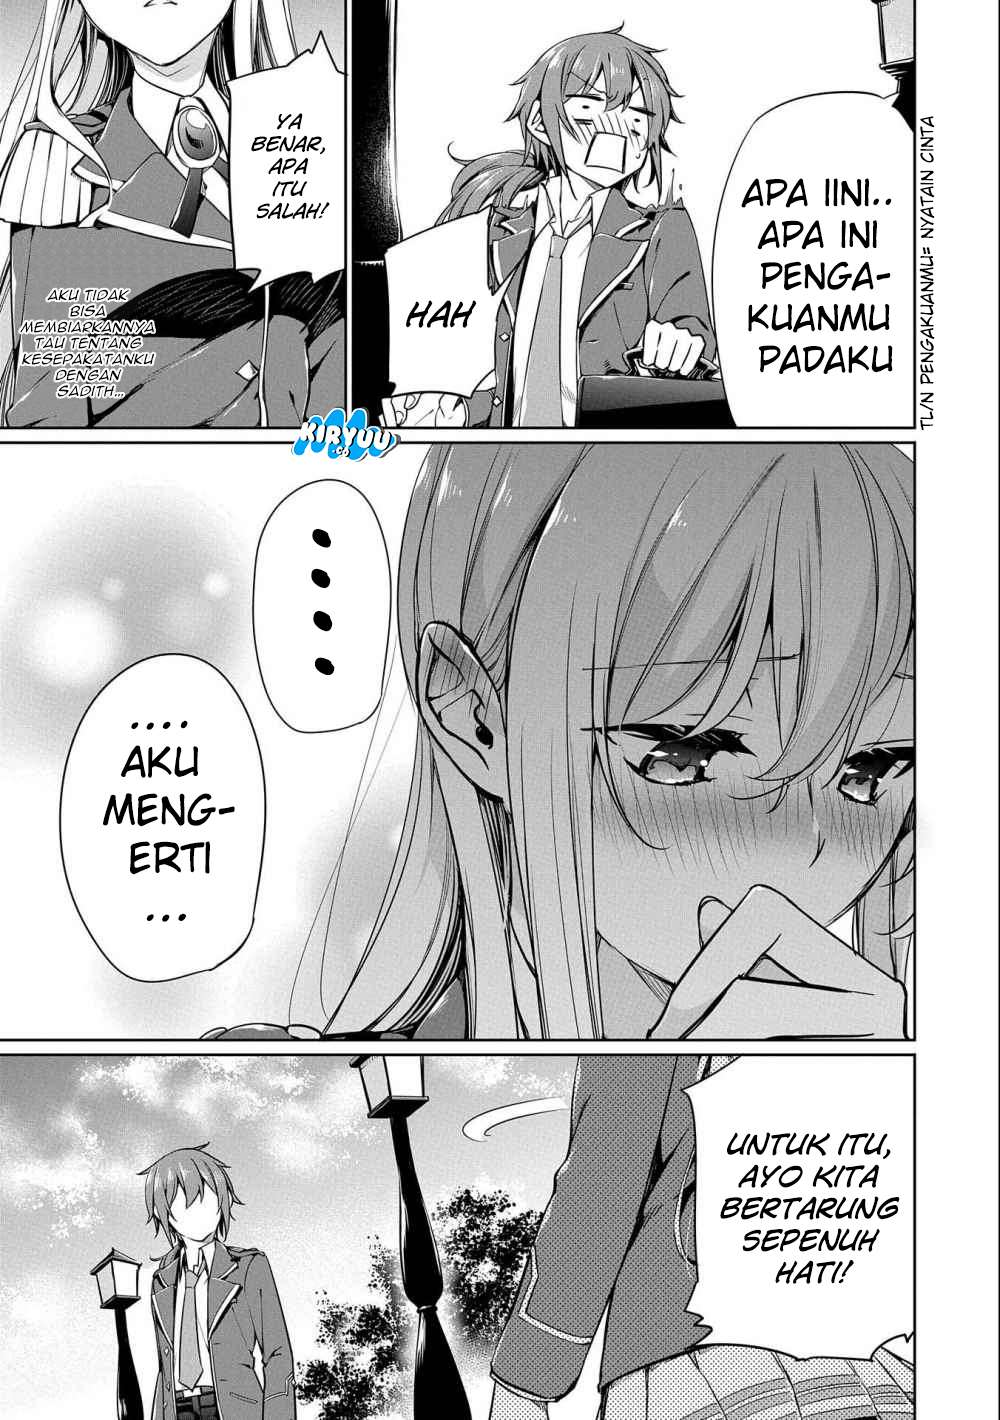 APA IINI..
APA INI
PENGA-
KUANMU
PADAKU
TL/N PENGAKUANMU= NYATAIN CINTA
HAH
YA
BENAR,
APA
ITU
SALAH!
AKU TIDAK
BISA
MEMBIARKANNYA
TAU TENTANG
KESEPAKATANKU
DENGAN
SADITH...
KIRYUU
.CO
....
....
AKU
MENG-
ERTI
...
UNTUK ITU,
AYO KITA
BERTARUNG
SEPENUH
HATI!